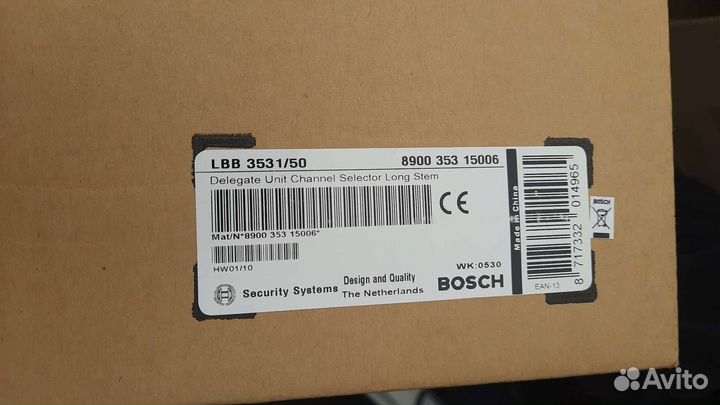 LBB 3531/50 8900 353 15006
Delegate Unit Channel Selector Long Stem
CE
Mat/N*8900 353 15006*
HW01/10
WK:0530
Security Systems
Design and Quality
The Netherlands
BOSCH
Made in China
8 717332 014965
EAN-13
BOSCH
Avito